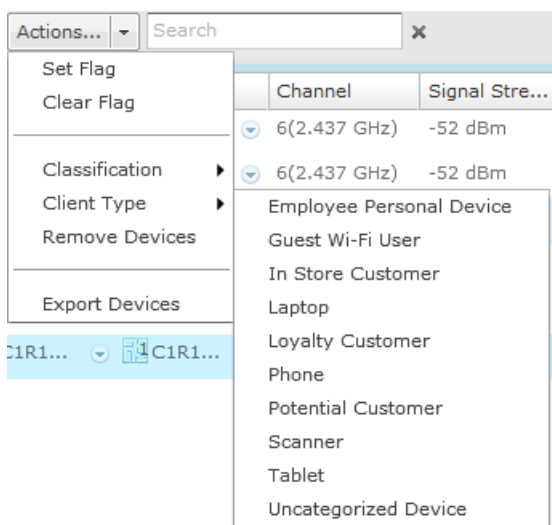 Actions... Search
Set Flag
Clear Flag
Channel Signal Stre...
6(2.437 GHz) -52 dBm
Classification 6(2.437 GHz) -52 dBm
Client Type
Remove Devices
Export Devices
Employee Personal Device
Guest Wi-Fi User
In Store Customer
Laptop
Loyalty Customer
Phone
Potential Customer
Scanner
Tablet
Uncategorized Device
C1R1... 1 C1R1...